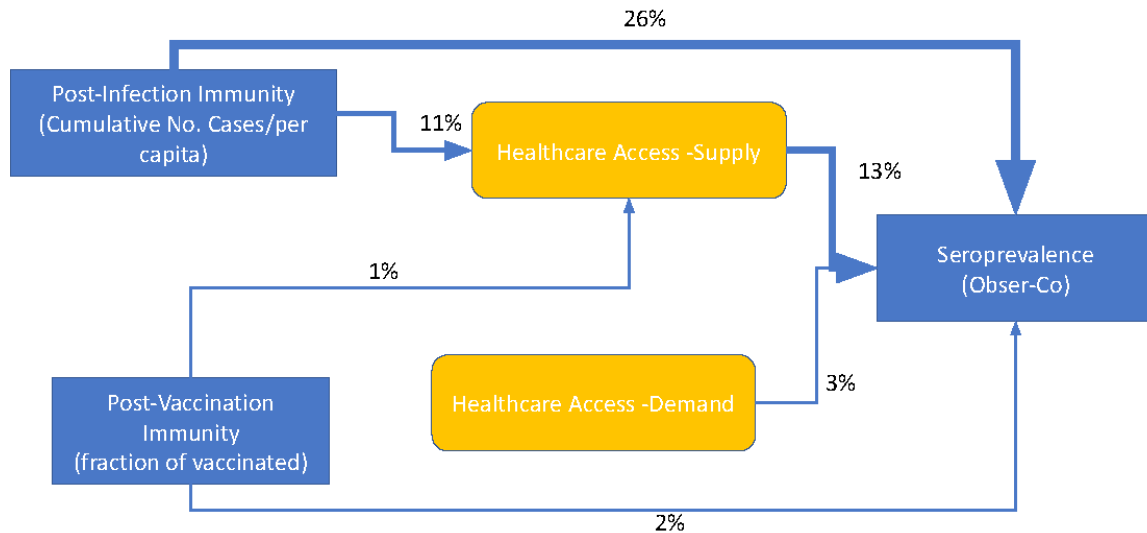 26%
Post-Infection Immunity
(Cumulative No. Cases/per
capita)
11%
Healthcare Access -Supply
13%
Seroprevalence
(Obser-Co)
1%
Healthcare Access -Demand
3%
Post-Vaccination
Immunity
(fraction of vaccinated)
2%